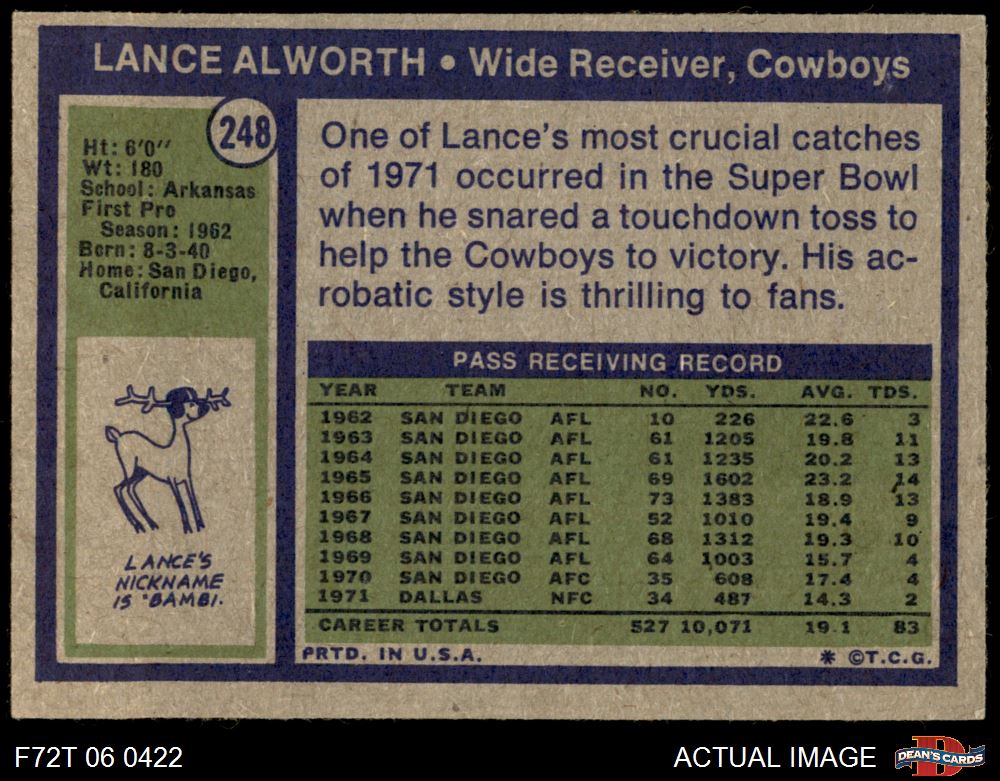 LANCE ALWORTH • Wide Receiver, Cowboys
248
Ht: 6'0"
Wt: 180
School: Arkansas
First Pro
Season: 1962
Born: 8-3-40
Home: San Diego,
California
One of Lance's most crucial catches
of 1971 occurred in the Super Bowl
when he snared a touchdown toss to
help the Cowboys to victory. His ac-
robatic style is thrilling to fans.
LANCE'S
NICKNAME
IS "BAMBI.
PASS RECEIVING RECORD
YEAR TEAM NO. YDS. AVG. TDS.
1962 SAN DIEGO AFL 10 226 22.6 3
1963 SAN DIEGO AFL 61 1205 19.8 11
1964 SAN DIEGO AFL 61 1235 20.2 13
1965 SAN DIEGO AFL 69 1602 23.2 14
1966 SAN DIEGO AFL 73 1383 18.9 13
1967 SAN DIEGO AFL 52 1010 19.4 9
1968 SAN DIEGO AFL 68 1312 19.3 10
1969 SAN DIEGO AFL 64 1003 15.7 4
1970 SAN DIEGO AFC 35 608 17.4 4
1971 DALLAS NFC 34 487 14.3 2
CAREER TOTALS 527 10,071 19.1 83
PRTD. IN U.S.A. * ©T.C.G.
F72T 06 0422
ACTUAL IMAGE
D
DEAN'S CARDS